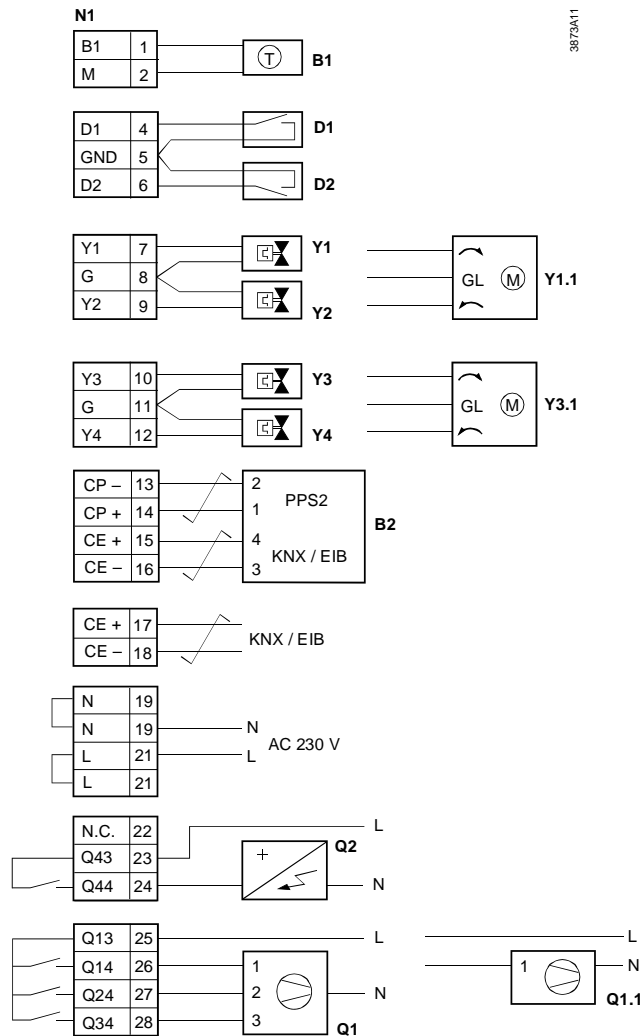 N1
3873A11
B1 1
M 2
T
B1
D1 4
GND 5
D2 6
D1
D2
Y1 7
G 8
Y2 9
Y1
Y2
GL M
Y1.1
Y3 10
G 11
Y4 12
Y3
Y4
GL M
Y3.1
CP – 13
CP + 14
CE + 15
CE – 16
2
1
4
3
PPS2
KNX / EIB
B2
CE + 17
CE – 18
KNX / EIB
N 19
N 19
L 21
L 21
N
L
AC 230 V
N.C. 22
Q43 23
Q44 24
L
+
Q2
N
Q13 25
Q14 26
Q24 27
Q34 28
L
1
2
3
N
Q1
L
1
N
Q1.1